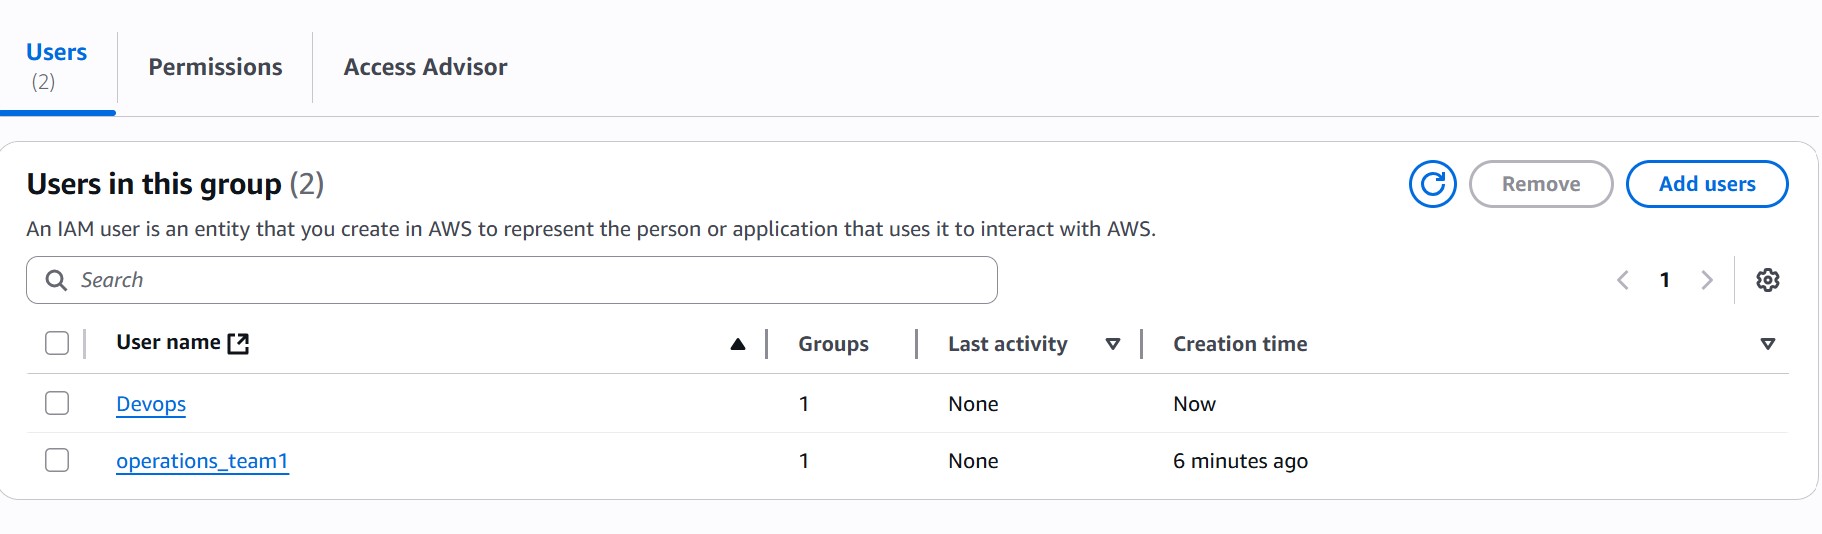 Users
(2)
Permissions
Access Advisor
Users in this group (2)
Remove
Add users
An IAM user is an entity that you create in AWS to represent the person or application that uses it to interact with AWS.
Search
1
User name
Groups
Last activity
Creation time
Devops 1 None Now
operations_team1 1 None 6 minutes ago